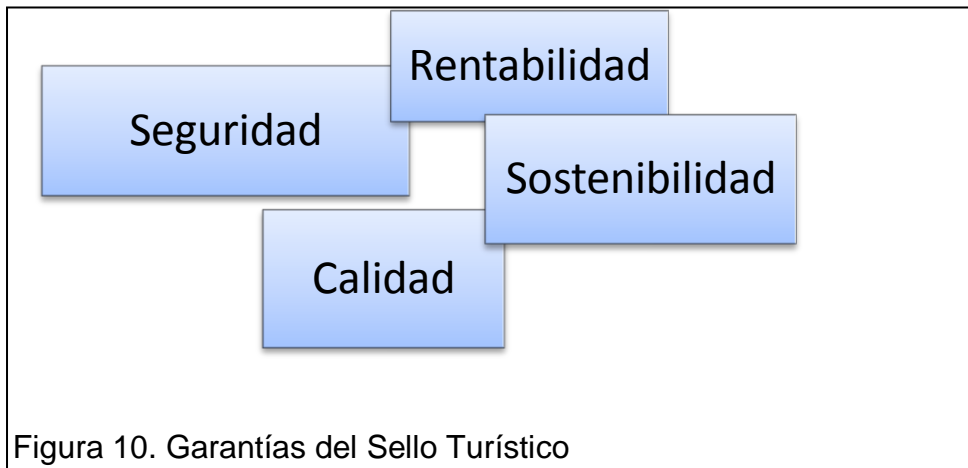 Rentabilidad
Seguridad
Sostenibilidad
Calidad
Figura 10. Garantías del Sello Turístico